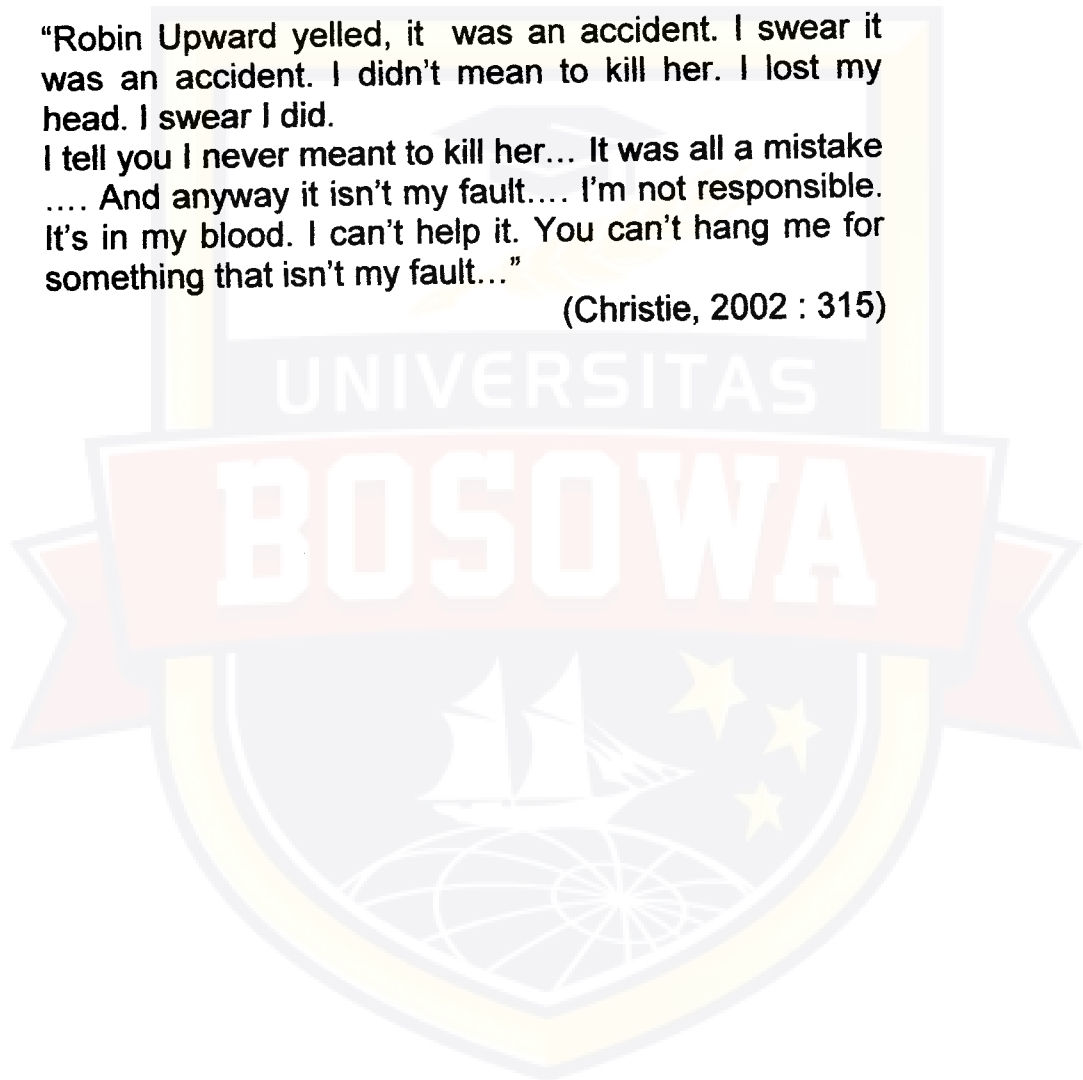 “Robin Upward yelled, it was an accident. I swear it
was an accident. I didn’t mean to kill her. I lost my
head. I swear I did.
I tell you I never meant to kill her... It was all a mistake
.... And anyway it isn’t my fault.... I’m not responsible.
It’s in my blood. I can’t help it. You can’t hang me for
something that isn’t my fault...”
(Christie, 2002 : 315)
UNIVERSITAS
BOSOWA